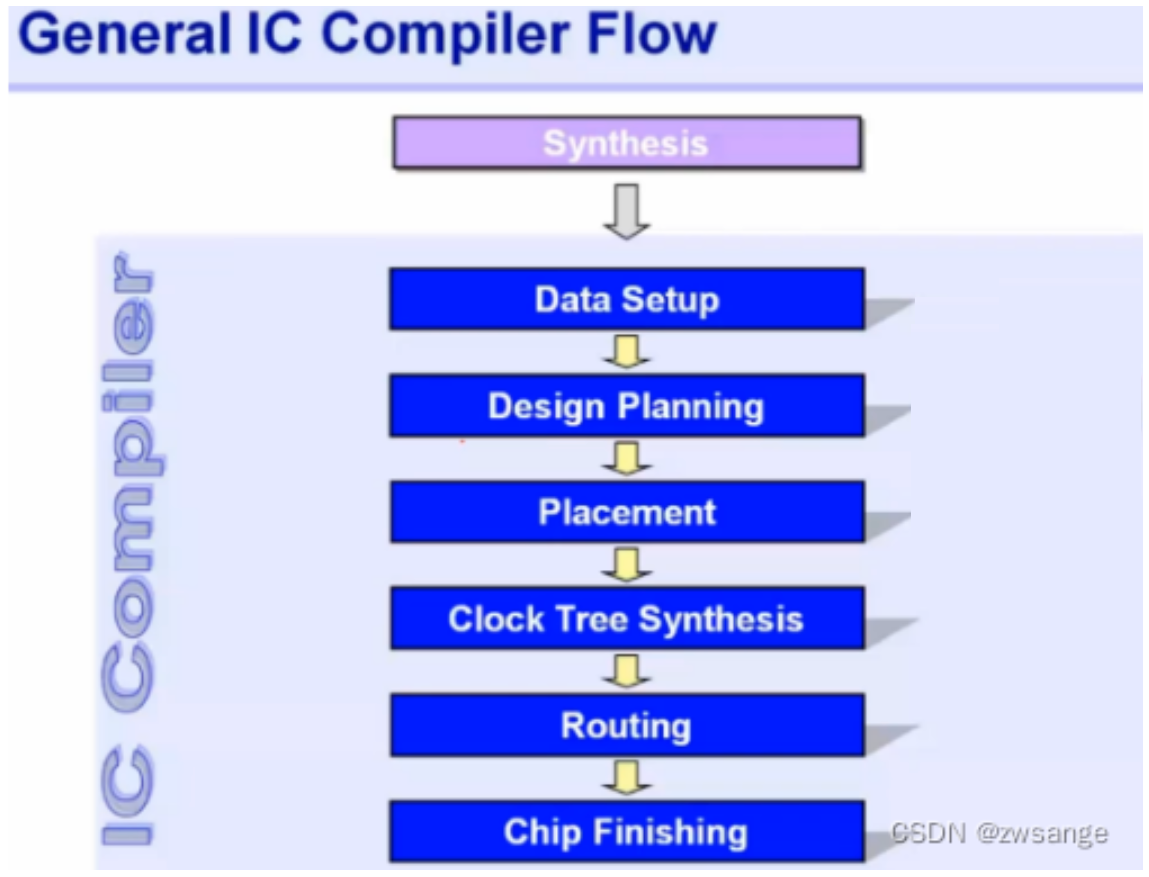 General IC Compiler Flow
Synthesis
IC Compiler
Data Setup
Design Planning
Placement
Clock Tree Synthesis
Routing
Chip Finishing
CSDN @zwsange